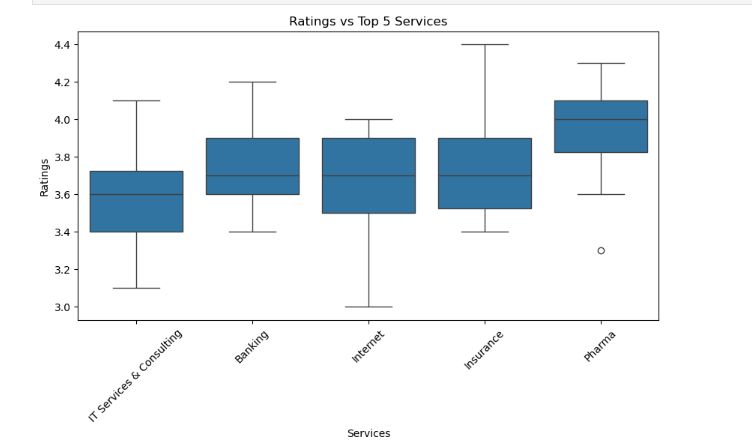 Ratings vs Top 5 Services
4.4
4.2
4.0
3.8
3.6
3.4
3.2
3.0
Ratings
IT Services & Consulting
Banking
Internet
Insurance
Pharma
Services